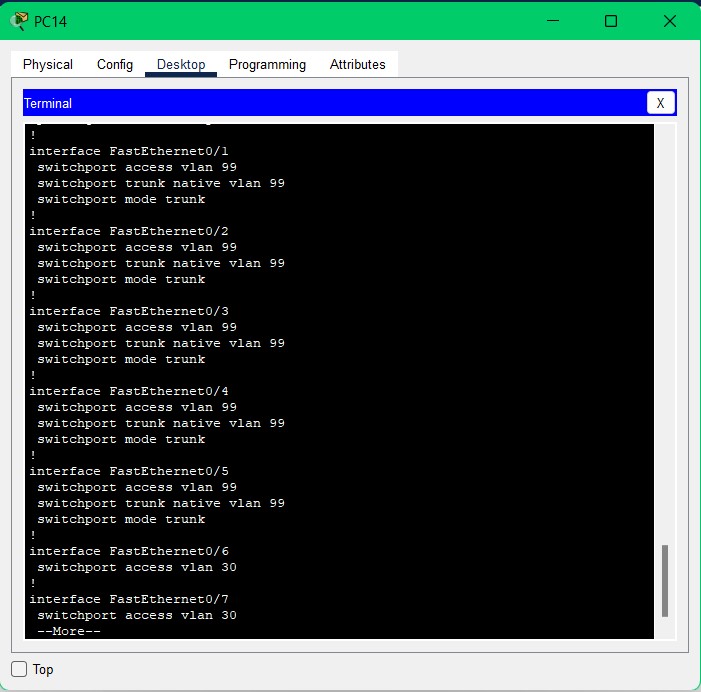 PC14
Physical Config Desktop Programming Attributes
Terminal X
!
interface FastEthernet0/1
switchport access vlan 99
switchport trunk native vlan 99
switchport mode trunk
!
interface FastEthernet0/2
switchport access vlan 99
switchport trunk native vlan 99
switchport mode trunk
!
interface FastEthernet0/3
switchport access vlan 99
switchport trunk native vlan 99
switchport mode trunk
!
interface FastEthernet0/4
switchport access vlan 99
switchport trunk native vlan 99
switchport mode trunk
!
interface FastEthernet0/5
switchport access vlan 99
switchport trunk native vlan 99
switchport mode trunk
!
interface FastEthernet0/6
switchport access vlan 30
!
interface FastEthernet0/7
switchport access vlan 30
--More--
Top